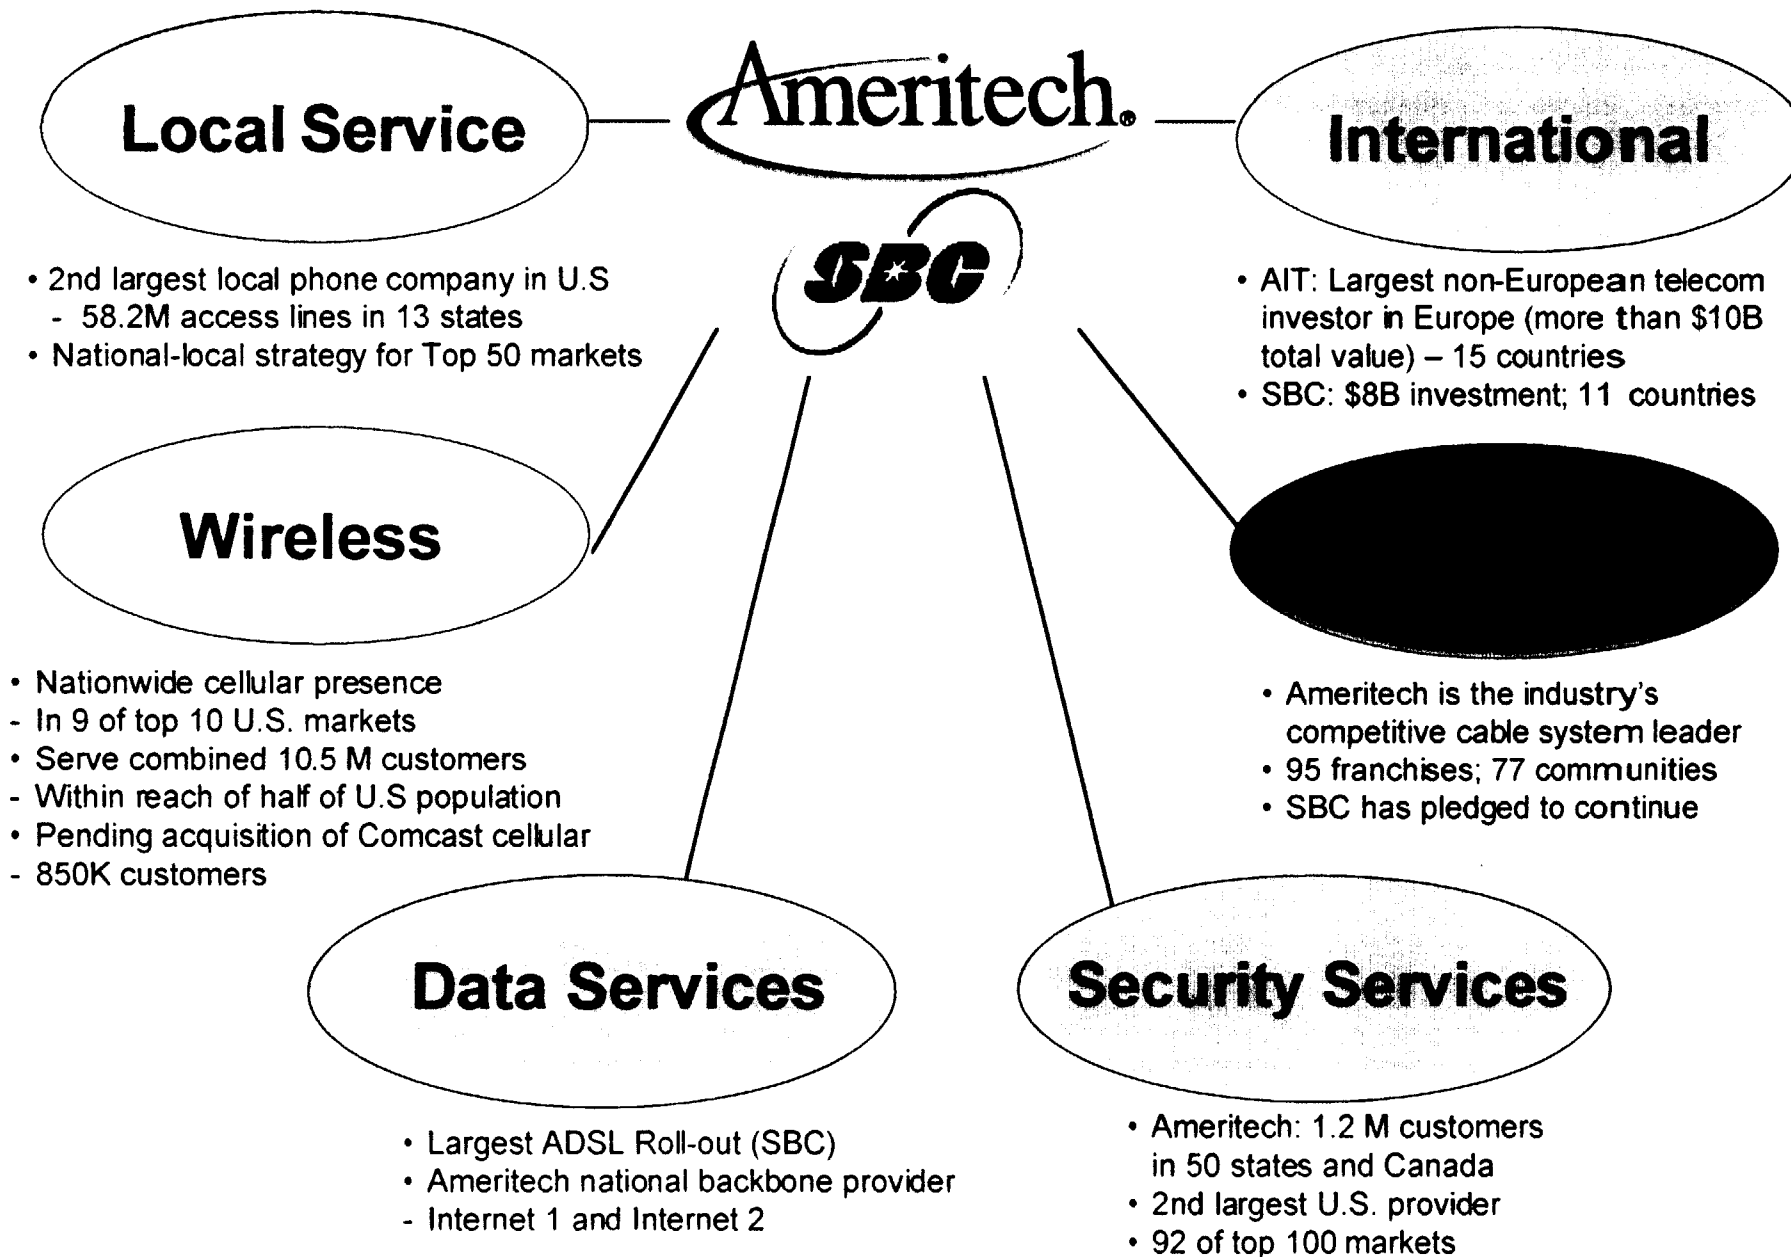 Ameritech®
SBC
Local Service
• 2nd largest local phone company in U.S
- 58.2M access lines in 13 states
• National-local strategy for Top 50 markets
International
• AIT: Largest non-European telecom
investor in Europe (more than $10B
total value) – 15 countries
• SBC: $8B investment; 11 countries
Wireless
• Nationwide cellular presence
- In 9 of top 10 U.S. markets
• Serve combined 10.5 M customers
- Within reach of half of U.S population
• Pending acquisition of Comcast cellular
- 850K customers
• Ameritech is the industry's
competitive cable system leader
• 95 franchises; 77 communities
• SBC has pledged to continue
Data Services
• Largest ADSL Roll-out (SBC)
• Ameritech national backbone provider
- Internet 1 and Internet 2
Security Services
• Ameritech: 1.2 M customers
in 50 states and Canada
• 2nd largest U.S. provider
• 92 of top 100 markets